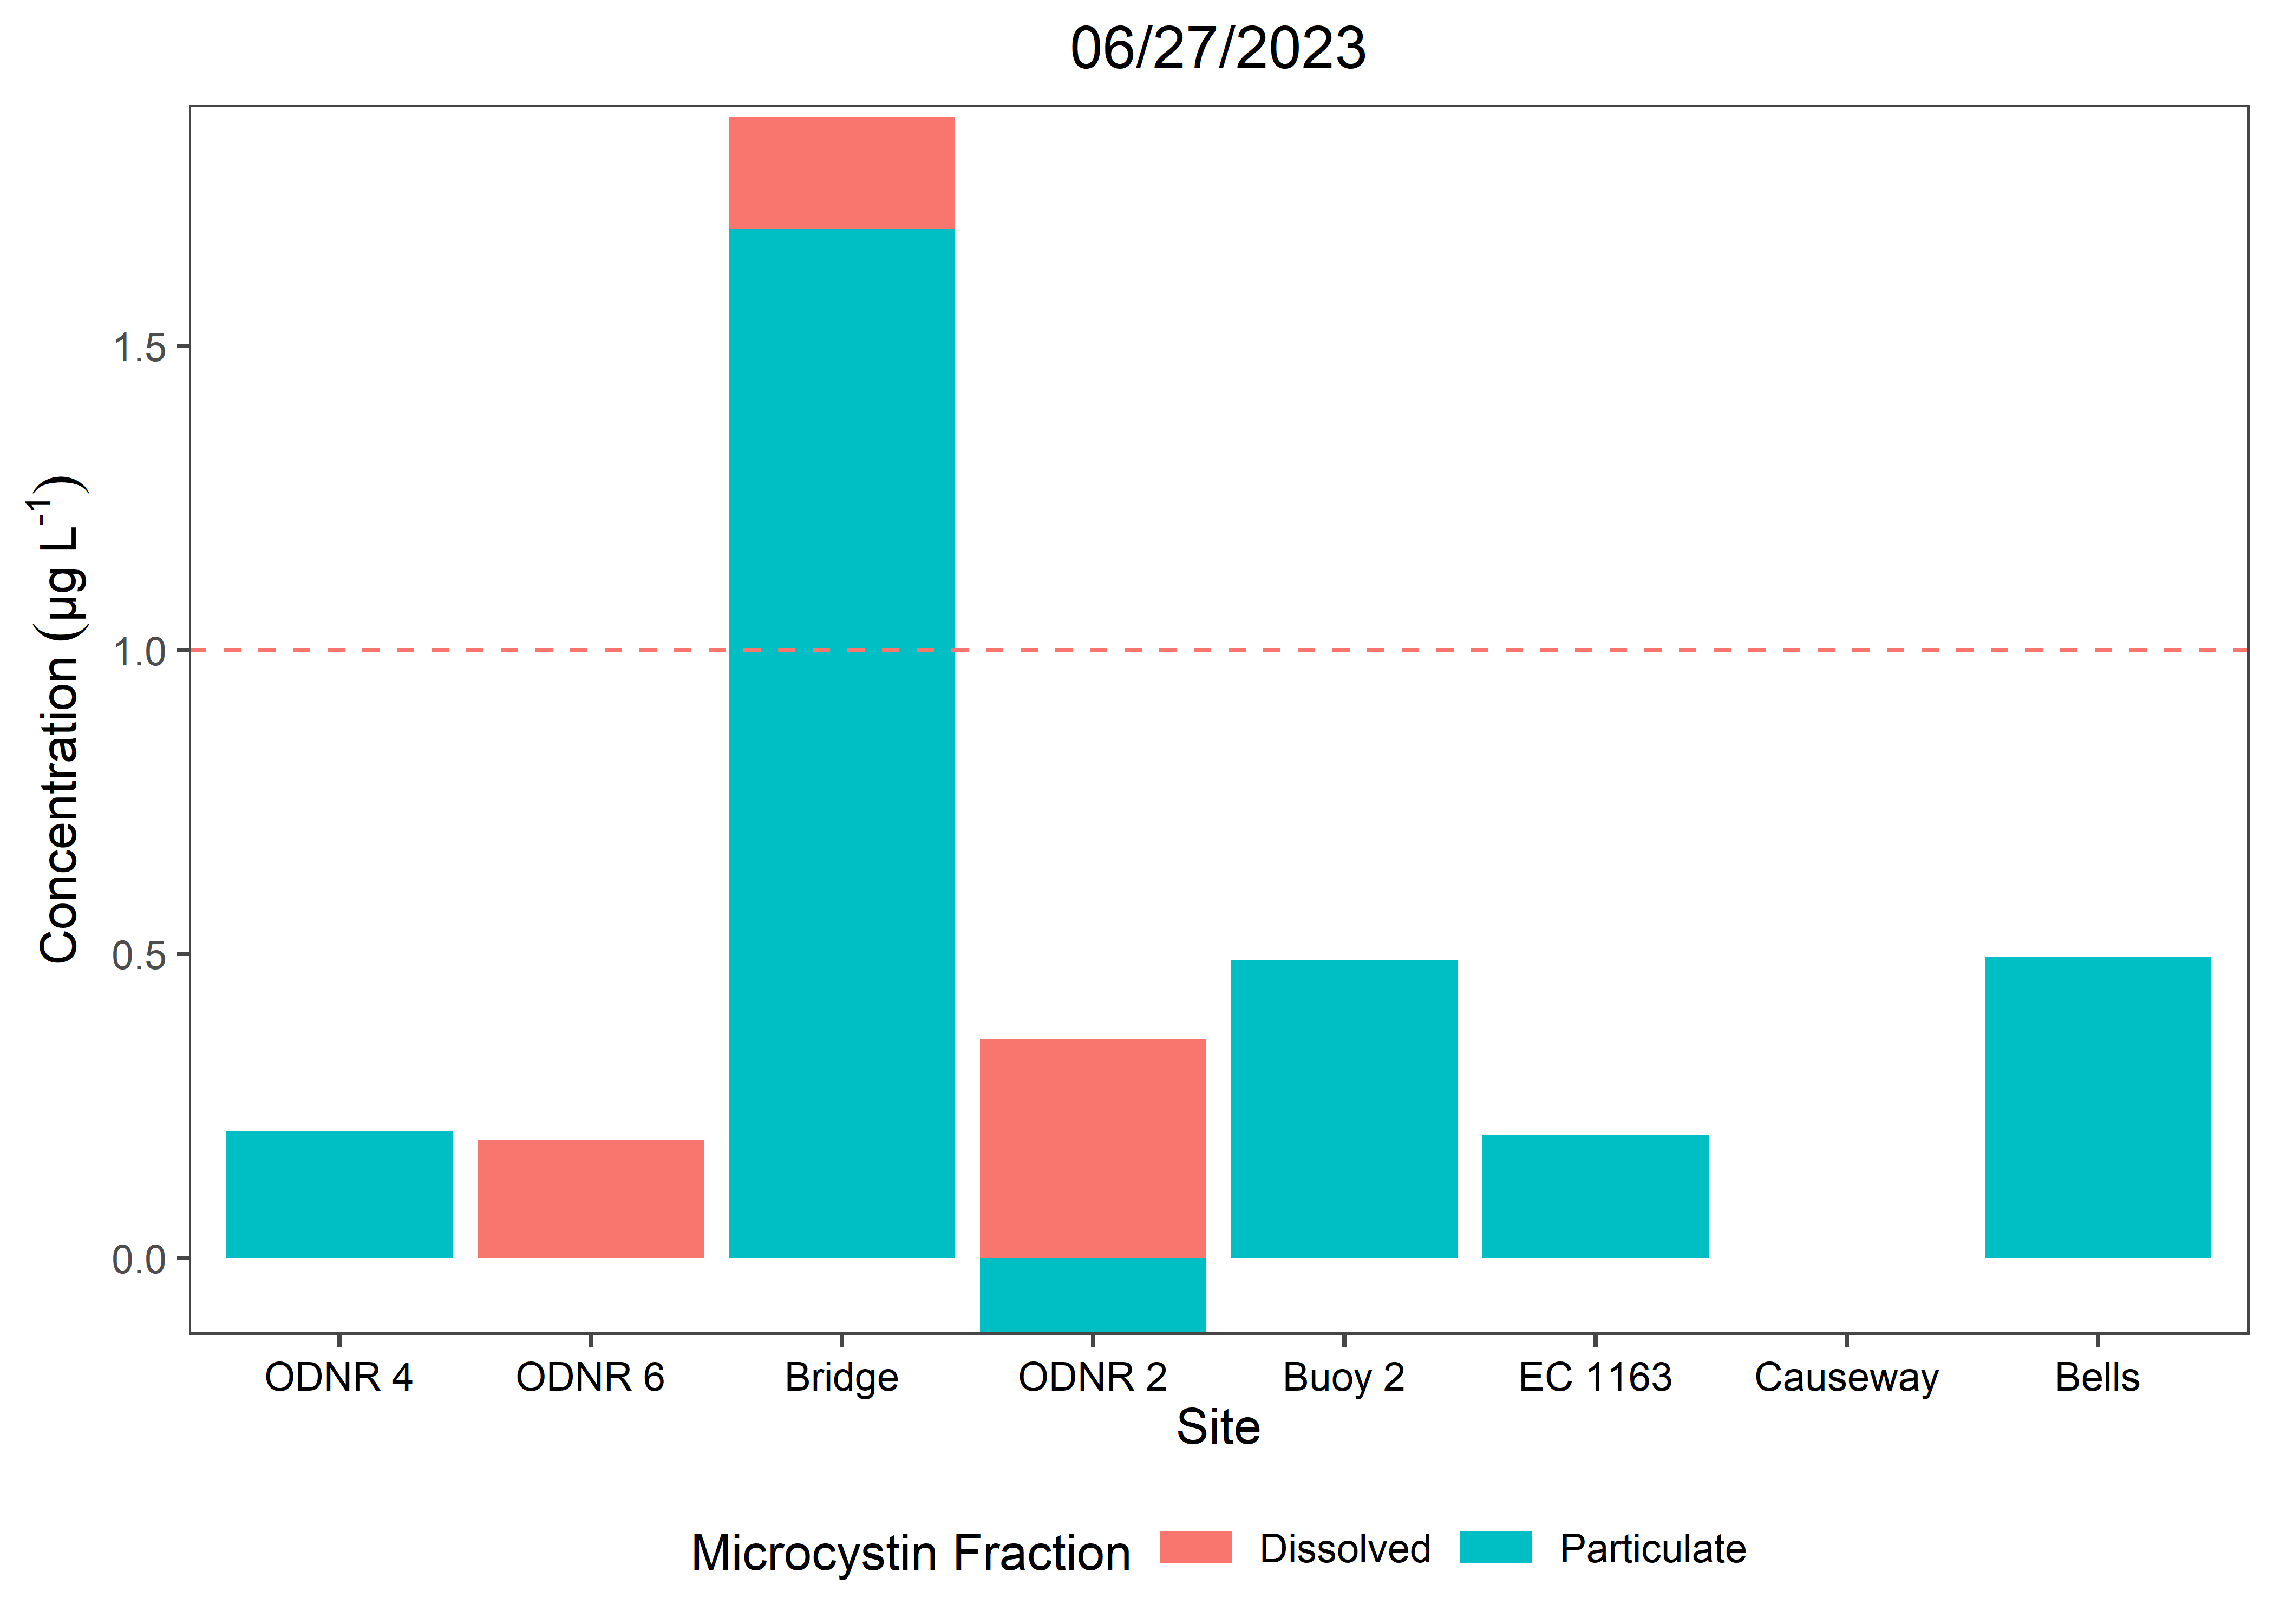 06/27/2023
Concentration (µg L⁻¹)
1.5
1.0
0.5
0.0
ODNR 4 ODNR 6 Bridge ODNR 2 Buoy 2 EC 1163 Causeway Bells
Site
Microcystin Fraction Dissolved Particulate